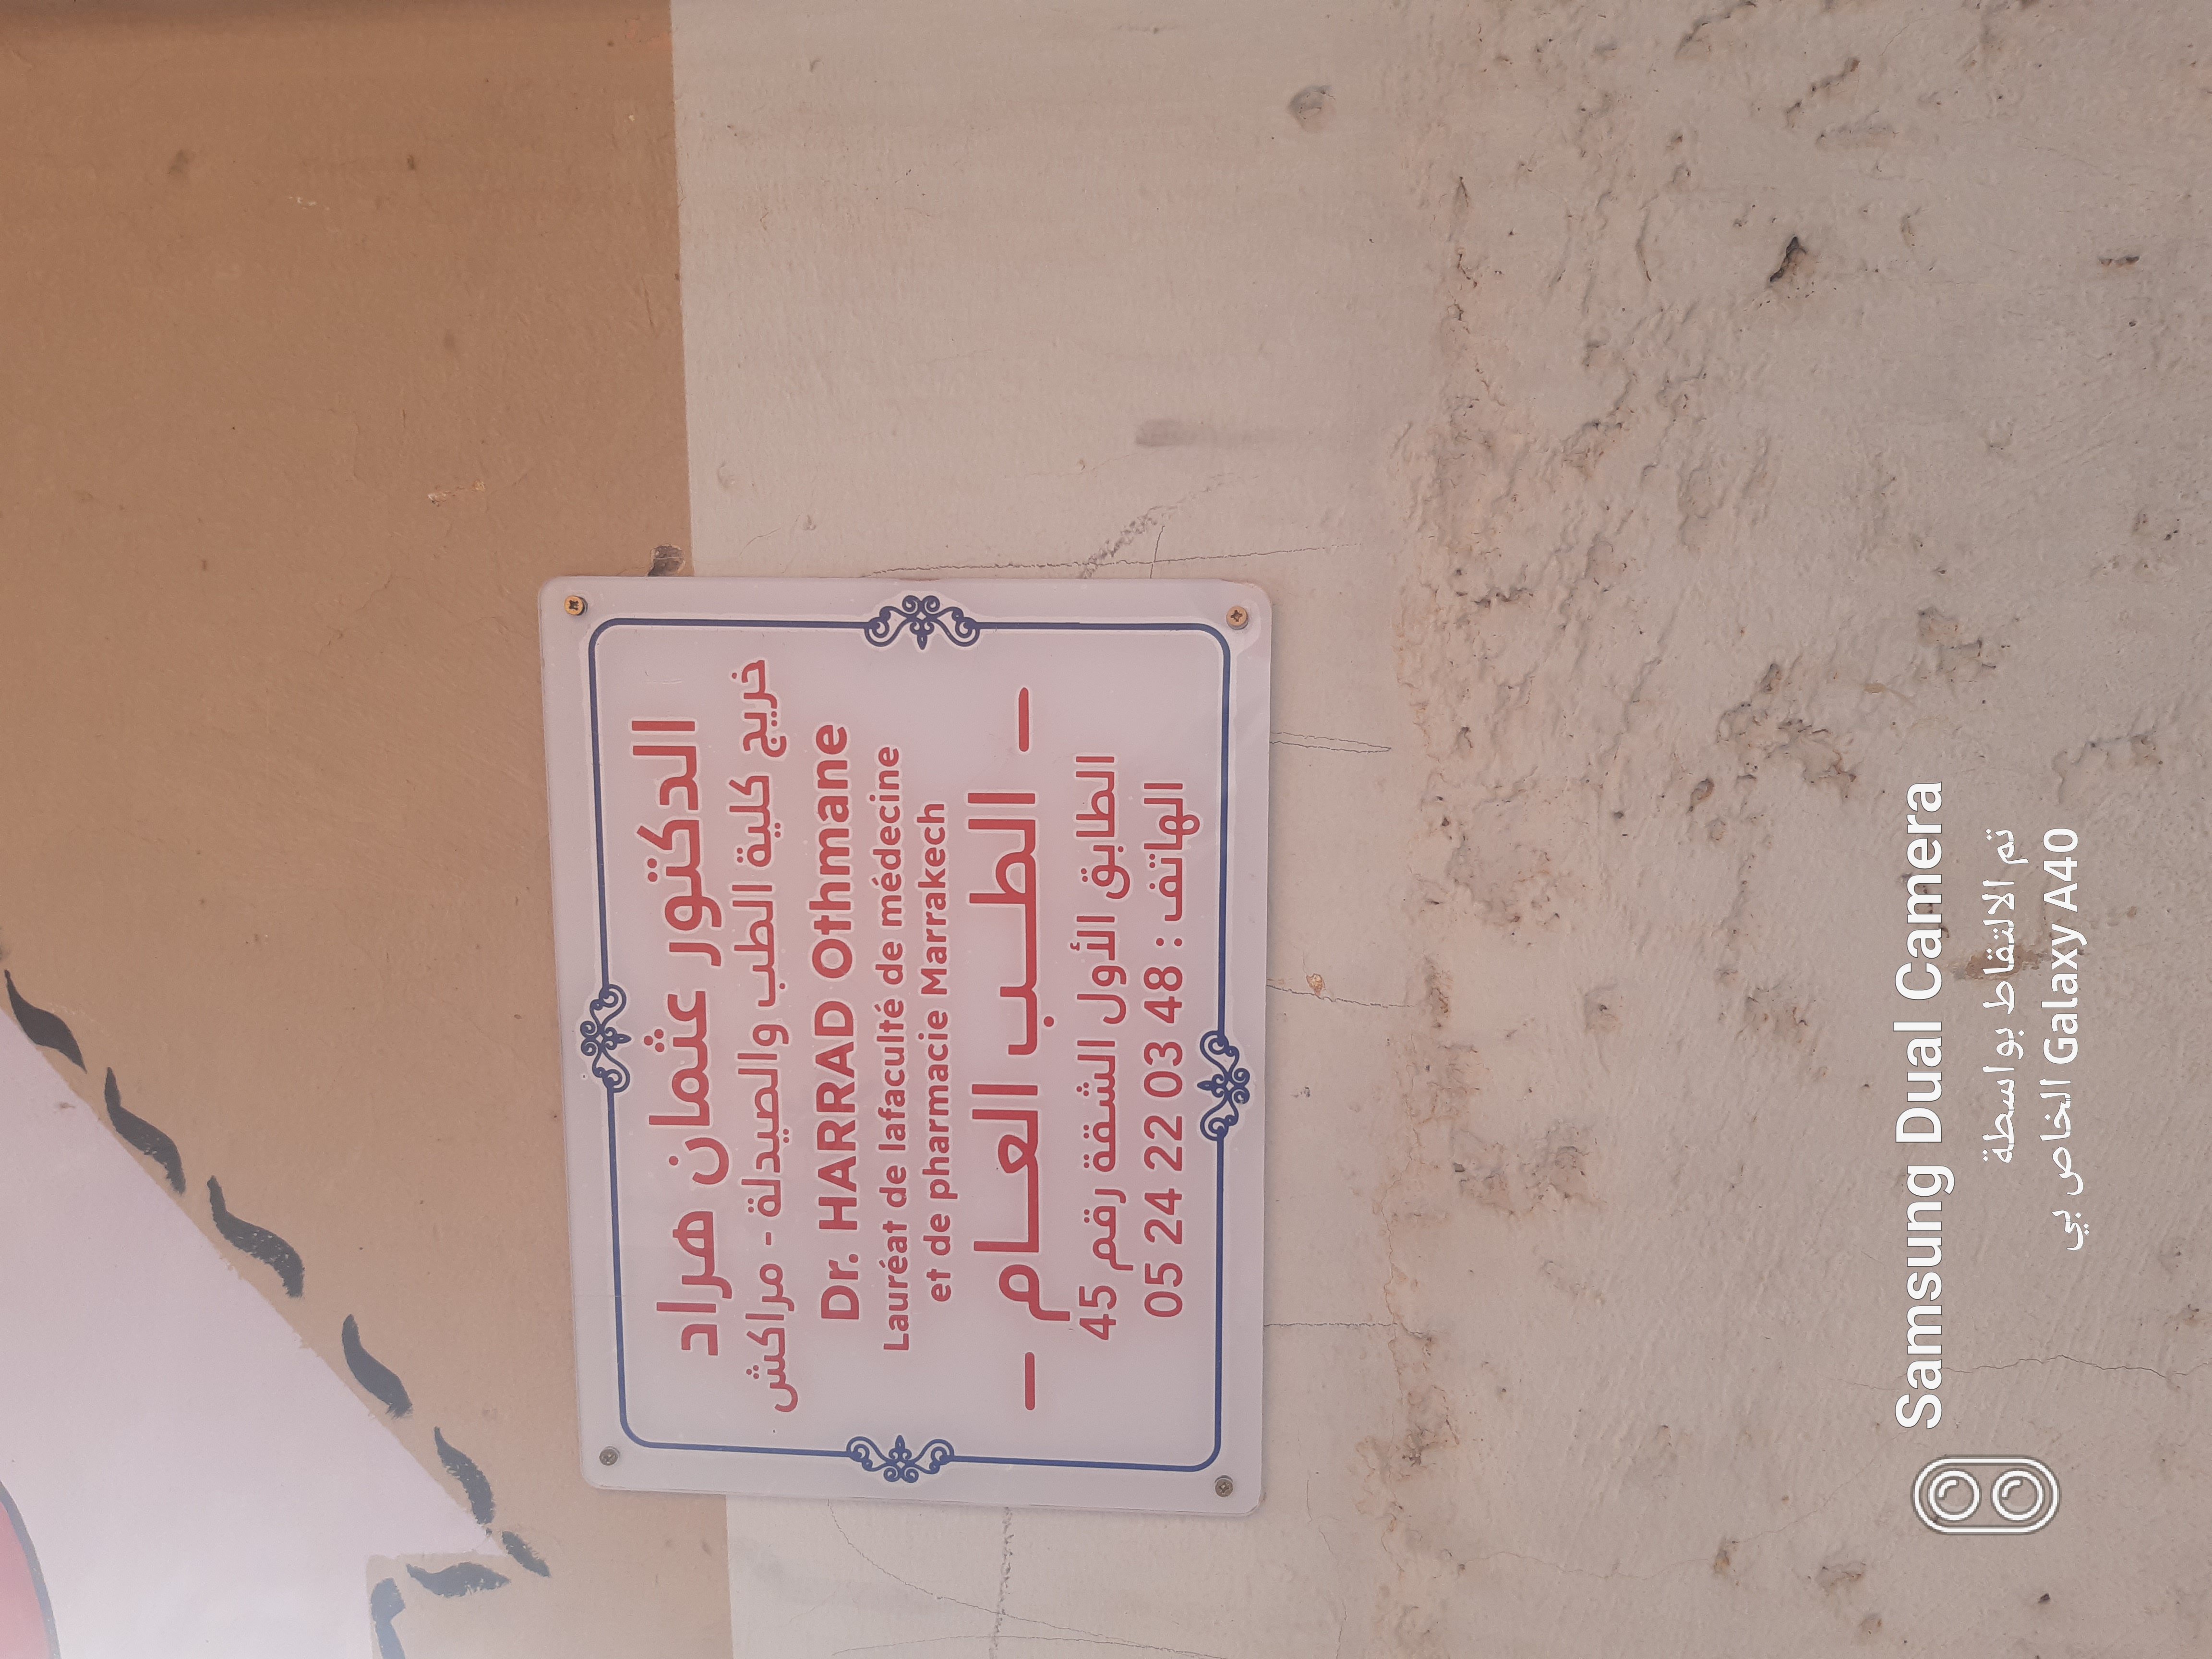 الدكتور عثمان هراد
خريج كلية الطب والصيدلة - مراكش
Dr. HARRAD Othmane
Lauréat de lafaculté de médecine
et de pharmacie Marrakech
– الطـب العـام –
الطابق الأول الشقة رقم 45
الهاتف : 05 24 22 03 48
Samsung Dual Camera
تم الالتقاط بواسطة
الخاص بي Galaxy A40